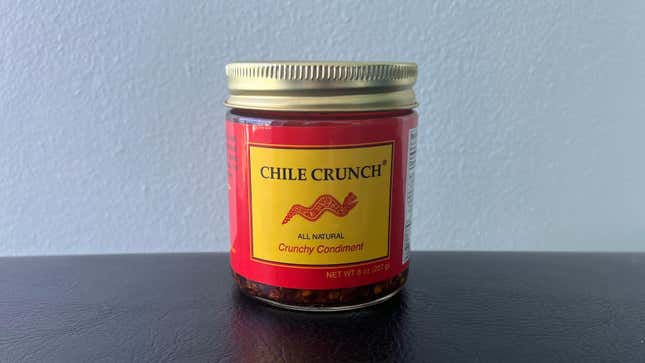 CHILE CRUNCH®
ALL NATURAL
Crunchy Condiment
NET WT 8 oz (227 g)